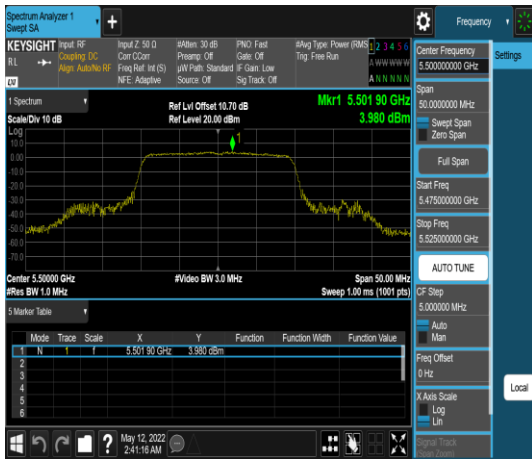 Spectrum Analyzer 1
Swept SA
Frequency
KEYSIGHT
Input: RF
Input Z: 50 Ω
#Atten: 30 dB
PNO: Fast
#Avg Type: Power (RMS
1 2 3 4 5 6
RL
Coupling: DC
Corr CCorr
Preamp: Off
Gate: Off
Trig: Free Run
A W W W W W
Align: Auto/No RF
Freq Ref: Int (S)
µW Path: Standard
IF Gain: Low
LXI
NFE: Adaptive
Source: Off
Sig Track: Off
A N N N N N
1 Spectrum
Ref Lvl Offset 10.70 dB
Mkr1 5.501 90 GHz
Scale/Div 10 dB
Ref Level 20.00 dBm
3.980 dBm
Log
1
10.0
0.00
-10.0
-20.0
-30.0
-40.0
-50.0
-60.0
-70.0
Center 5.50000 GHz
#Video BW 3.0 MHz
Span 50.00 MHz
#Res BW 1.0 MHz
Sweep 1.00 ms (1001 pts)
5 Marker Table
Mode Trace Scale X Y Function Function Width Function Value
1 N 1 f 5.501 90 GHz 3.980 dBm
2
3
4
5
6
May 12, 2022
2:41:16 AM
Center Frequency
5.500000000 GHz
Settings
Span
50.0000000 MHz
Swept Span
Zero Span
Full Span
Start Freq
5.475000000 GHz
Stop Freq
5.525000000 GHz
AUTO TUNE
CF Step
5.000000 MHz
Auto
Man
Freq Offset
0 Hz
X Axis Scale
Log
Lin
Local
Signal Track
(Span Zoom)